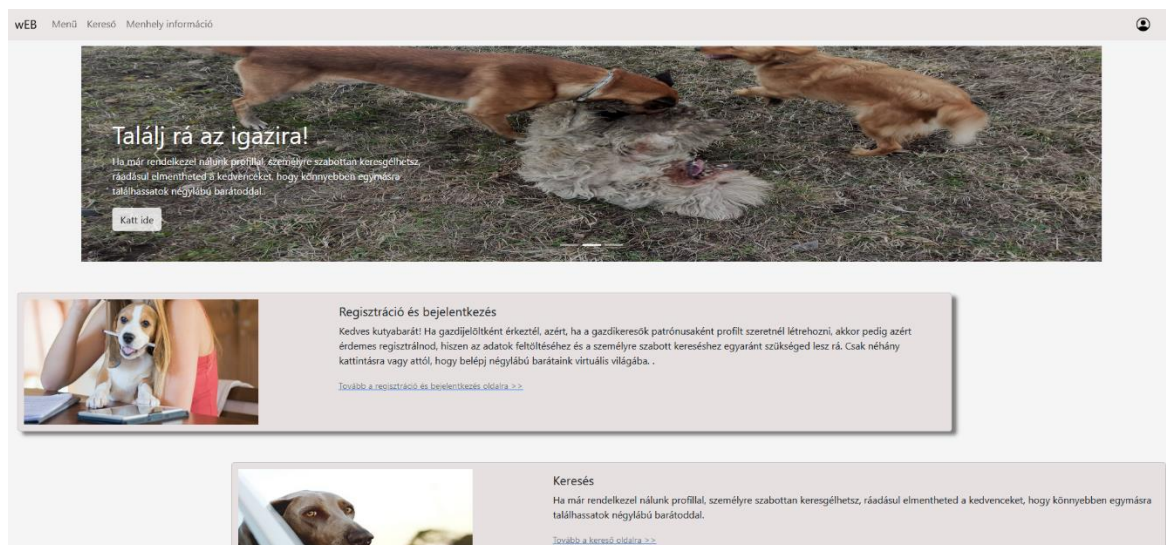 wEB Menü Kereső Menhely információ
Találj rá az igazira!
Ha már rendelkezel nálunk profillal, személyre szabottan keresgélhetsz,
ráadásul elmentheted a kedvenceket, hogy könnyebben egymásra
találhassatok négylábú barátoddal.
Katt ide
Regisztráció és bejelentkezés
Kedves kutyabarát! Ha gazdijelöltként érkeztél, azért, ha a gazdikeresők patrónusaként profilt szeretnél létrehozni, akkor pedig azért
érdemes regisztrálnod, hiszen az adatok feltöltéséhez és a személyre szabott kereséshez egyaránt szükséged lesz rá. Csak néhány
kattintásra vagy attól, hogy belépj négylábú barátaink virtuális világába. .
Tovább a regisztráció és bejelentkezés oldalra >>
Keresés
Ha már rendelkezel nálunk profillal, személyre szabottan keresgélhetsz, ráadásul elmentheted a kedvenceket, hogy könnyebben egymásra
találhassatok négylábú barátoddal.
Tovább a kereső oldalra >>